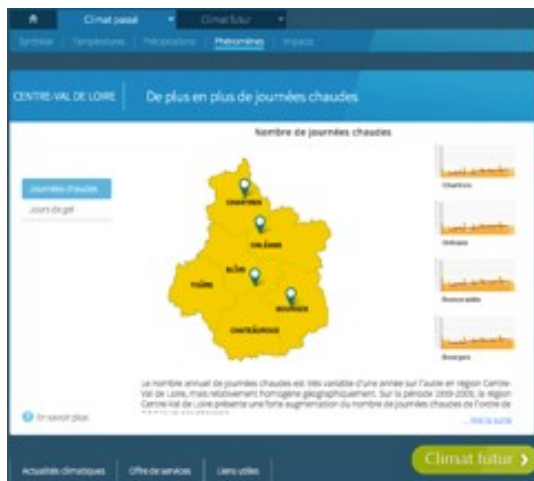 Climat passé
Climat futur
Synthèse Températures Précipitations Phénomènes Impacts
CENTRE-VAL DE LOIRE
De plus en plus de journées chaudes
Nombre de journées chaudes
Journées chaudes
Jours de gel
CHARTRES
ORLÉANS
BLOIS
TOURS
BOURGES
CHATEAUROUX
Chartres
Orléans
Bourges
Le nombre annuel de journées chaudes est très variable d'une année sur l'autre en région Centre-
Val de Loire, mais relativement homogène géographiquement. Sur la période 1959-2009, la région
Centre-Val de Loire présente une forte augmentation du nombre de journées chaudes de l'ordre de
En savoir plus
... lire la suite
Climat futur
Actualités climatiques
Offre de services
Liens utiles